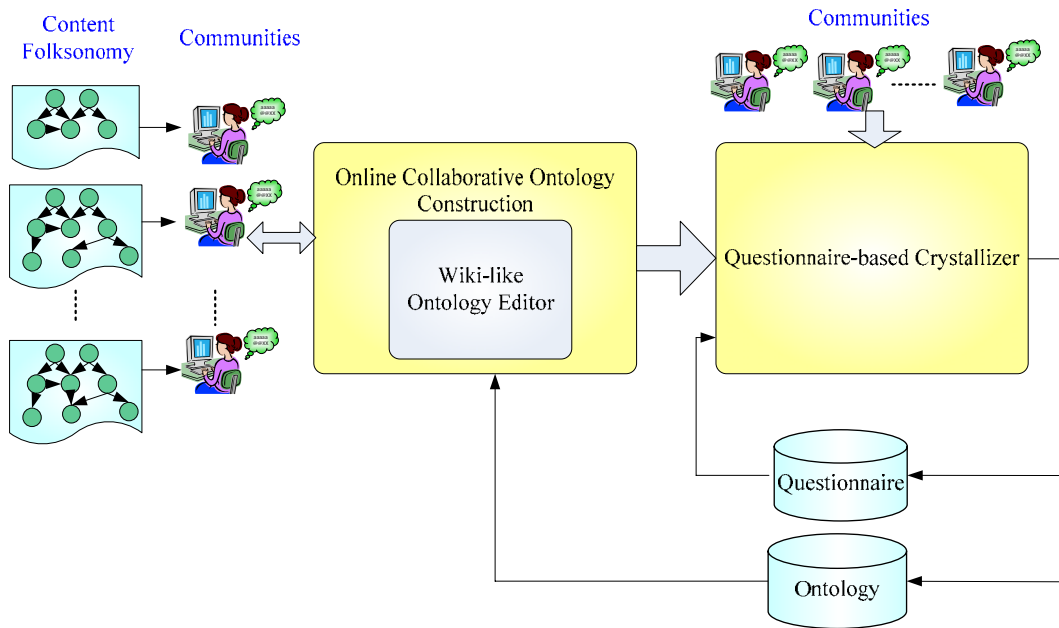 Content
Folksonomy
Communities
Communities
Online Collaborative Ontology
Construction
Wiki-like
Ontology Editor
Questionnaire-based Crystallizer
Questionnaire
Ontology